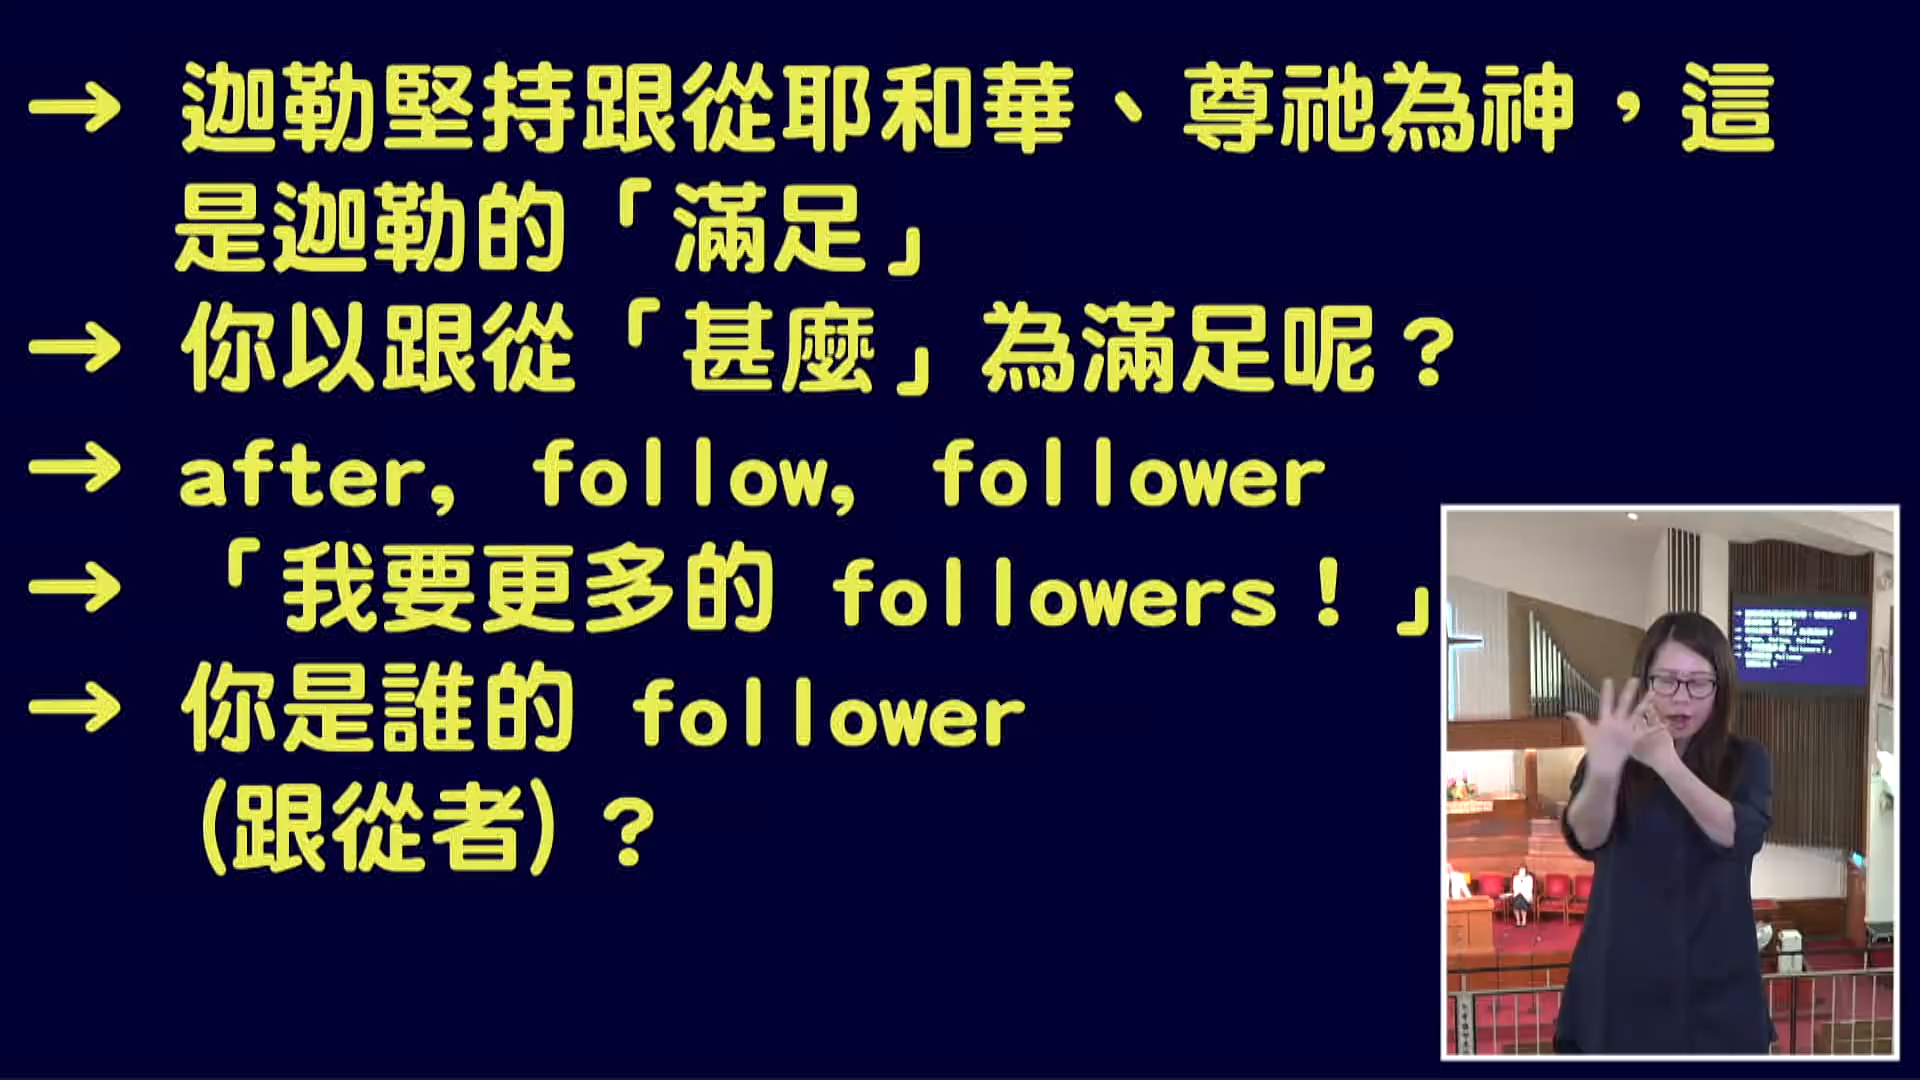 → 迦勒堅持跟從耶和華、尊祂為神，這
是迦勒的「滿足」
→ 你以跟從「甚麼」為滿足呢？
→ after, follow, follower
→ 「我要更多的 followers！」
→ 你是誰的 follower
(跟從者)？